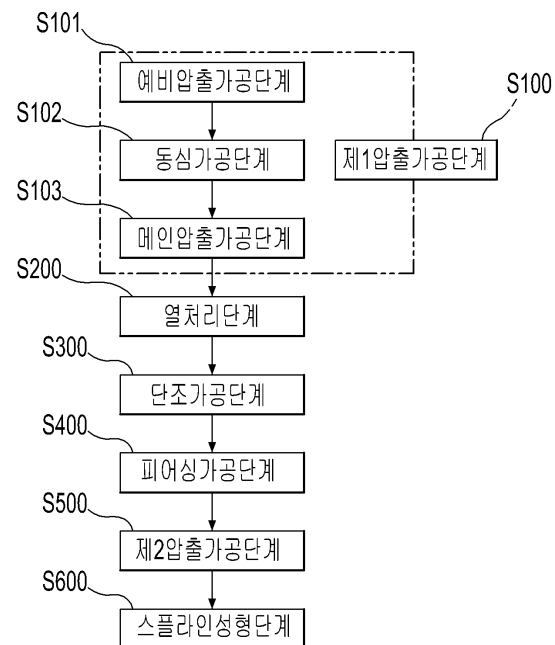 S101
예비압출가공단계
S100
S102
동심가공단계
제1압출가공단계
S103
메인압출가공단계
S200
열처리단계
S300
단조가공단계
S400
피어싱가공단계
S500
제2압출가공단계
S600
스플라인성형단계